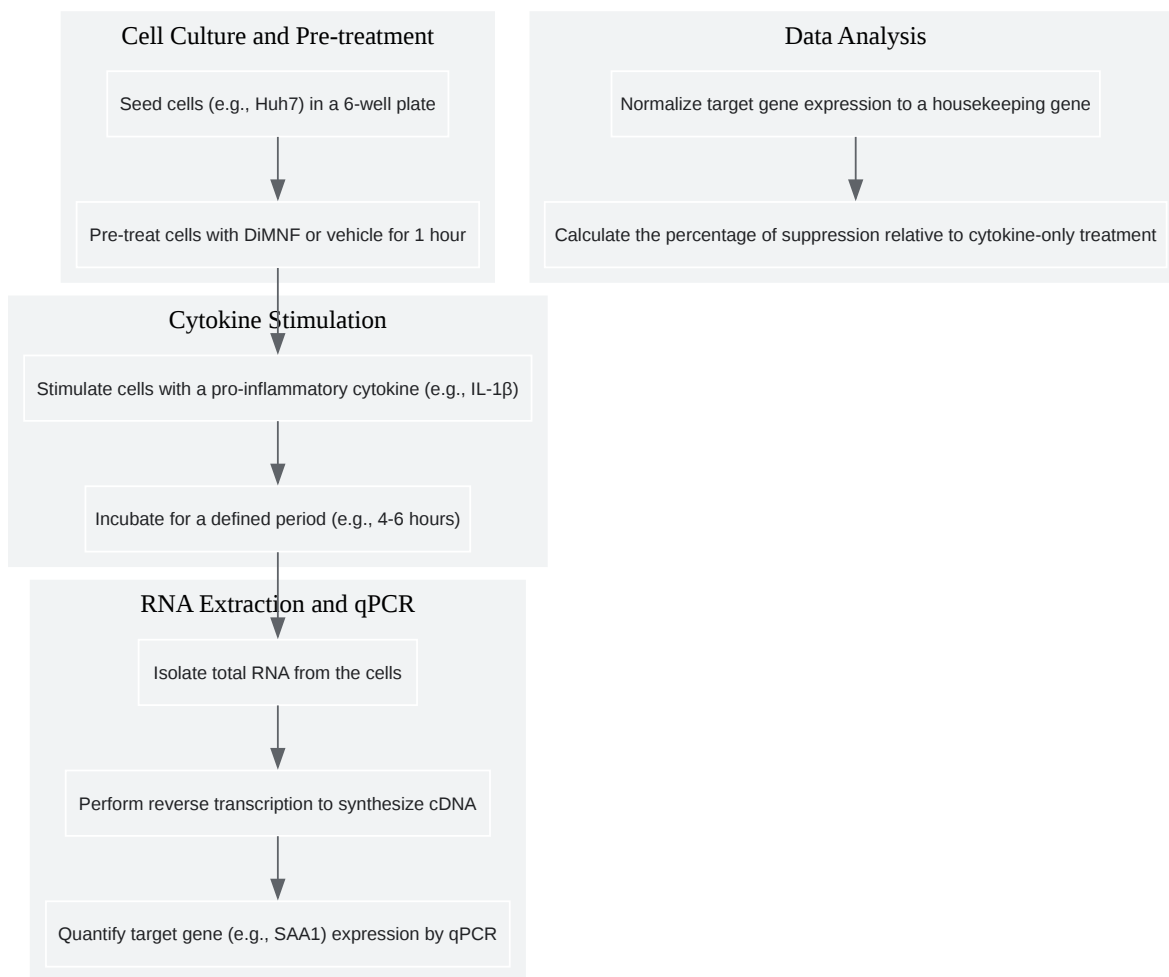 Cell Culture and Pre-treatment
Seed cells (e.g., Huh7) in a 6-well plate
Pre-treat cells with DiMNF or vehicle for 1 hour
Cytokine Stimulation
Stimulate cells with a pro-inflammatory cytokine (e.g., IL-1β)
Incubate for a defined period (e.g., 4-6 hours)
RNA Extraction and qPCR
Isolate total RNA from the cells
Perform reverse transcription to synthesize cDNA
Quantify target gene (e.g., SAA1) expression by qPCR
Data Analysis
Normalize target gene expression to a housekeeping gene
Calculate the percentage of suppression relative to cytokine-only treatment